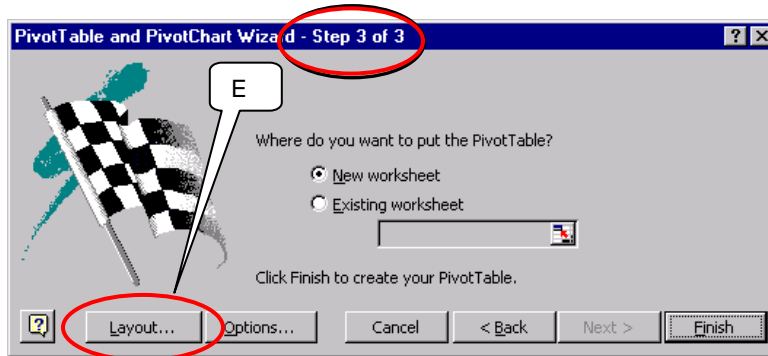 PivotTable and PivotChart Wizard - Step 3 of 3
E
Where do you want to put the PivotTable?
New worksheet
Existing worksheet
Click Finish to create your PivotTable.
Layout... Options... Cancel < Back Next > Finish